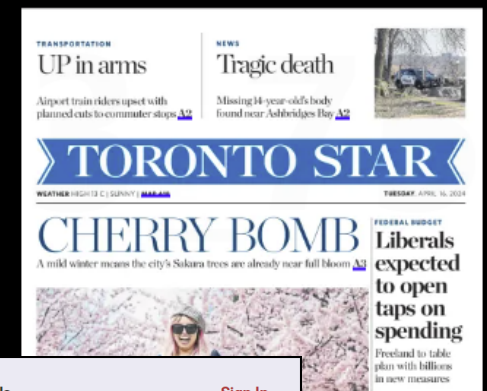 TRANSPORTATION
UP in arms
Airport train riders upset with
planned cuts to commuter stops A2
NEWS
Tragic death
Missing 14-year-old's body
found near Ashbridges Bay A2
TORONTO STAR
WEATHER HIGH 13 C | SUNNY |
TUESDAY, APRIL 16, 2024
CHERRY BOMB
A mild winter means the city's Sakura trees are already near full bloom A3
FEDERAL BUDGET
Liberals
expected
to open
taps on
spending
Freeland to table
plan with billions
in new measures
Sign In